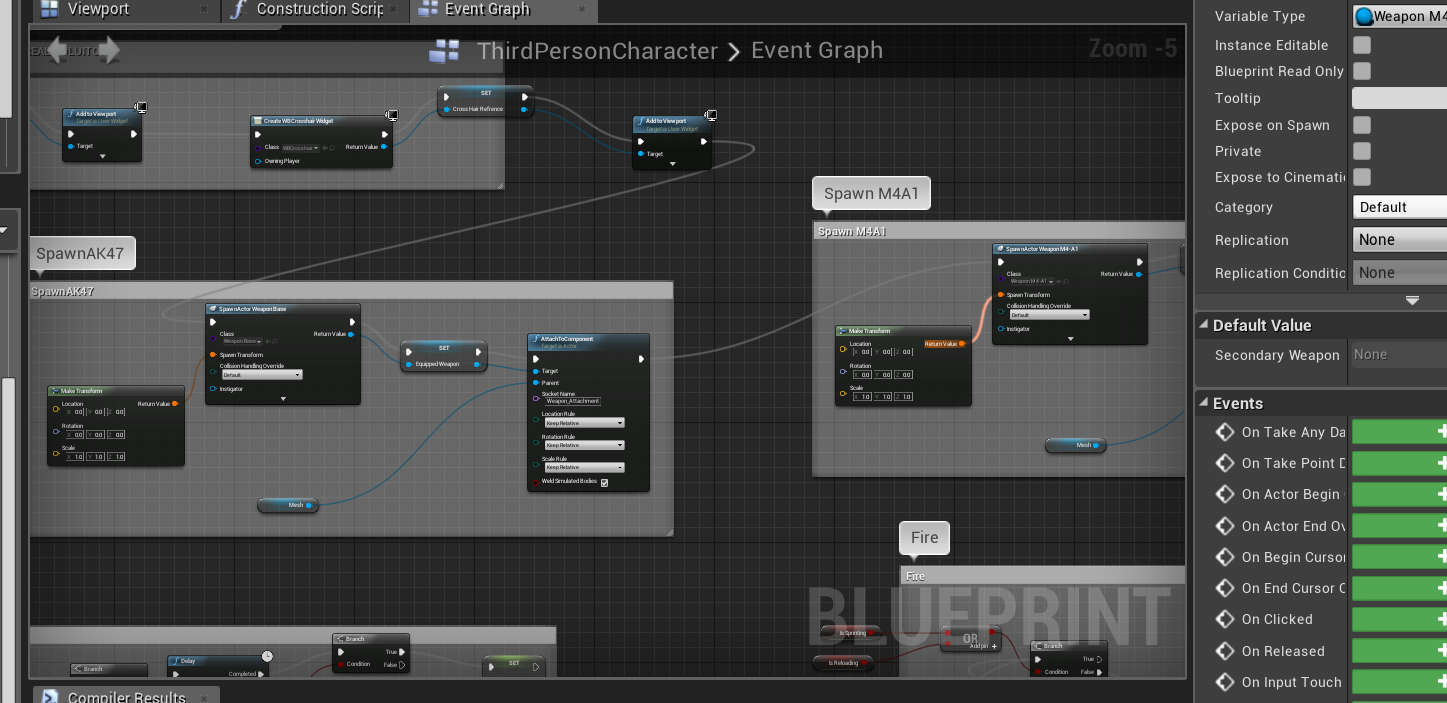 Viewport
Construction Scrip
Event Graph
ThirdPersonCharacter > Event Graph
Zoom -5
Add to Viewport
Target is User Widget
Target
Create WBCrosshair Widget
Class
WBCrosshair
Return Value
Owning Player
SET
Cross Hair Refrence
Add to Viewport
Target is User Widget
Target
SpawnAK47
SpawnAK47
SpawnActor Weapon Base
Class
Weapon Base
Return Value
Spawn Transform
Collision Handling Override
Default
Instigator
Make Transform
Location
X 0.0 Y 0.0 Z 0.0
Return Value
Rotation
X 0.0 Y 0.0 Z 0.0
Scale
X 1.0 Y 1.0 Z 1.0
SET
Equipped Weapon
Mesh
AttachToComponent
Target is Actor
Target
Parent
Socket Name
Weapon_Attachment
Location Rule
Keep Relative
Rotation Rule
Keep Relative
Scale Rule
Keep Relative
Weld Simulated Bodies
Spawn M4A1
Spawn M4A1
SpawnActor Weapon M4-A1
Class
Weapon M4-A1
Return Value
Spawn Transform
Collision Handling Override
Default
Instigator
Make Transform
Location
X 0.0 Y 0.0 Z 0.0
Return Value
Rotation
X 0.0 Y 0.0 Z 0.0
Scale
X 1.0 Y 1.0 Z 1.0
Mesh
Fire
Fire
BLUEPRINT
Is Sprinting
Is Reloading
OR
Add pin +
Branch
True
Condition
False
Branch
Delay
Completed
Branch
True
Condition
False
SET
Compiler Results
Variable Type
Weapon M4
Instance Editable
Blueprint Read Only
Tooltip
Expose on Spawn
Private
Expose to Cinemati
Category
Default
Replication
None
Replication Conditio
None
Default Value
Secondary Weapon
None
Events
On Take Any Da
On Take Point D
On Actor Begin
On Actor End Ov
On Begin Cursor
On End Cursor O
On Clicked
On Released
On Input Touch